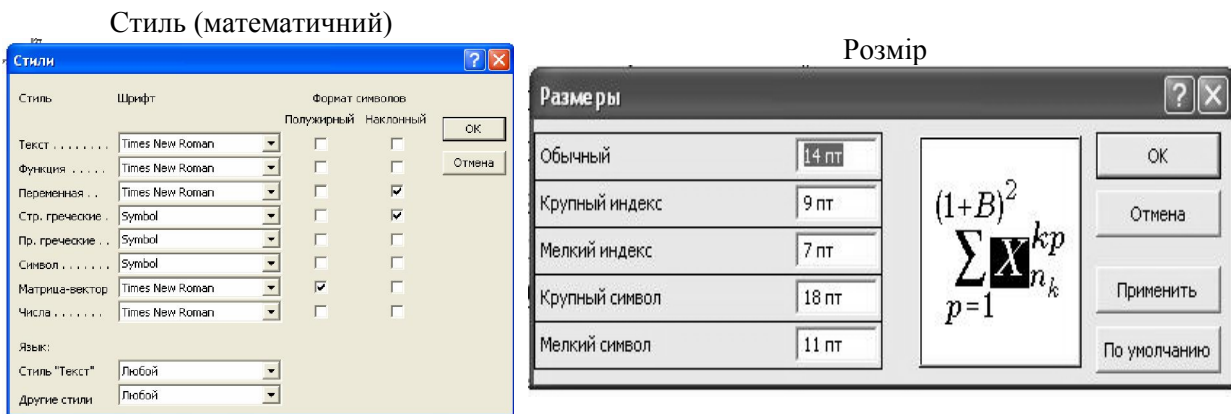 Стиль (математичний)
Стили
Стиль Шрифт Формат символов
Полужирный Наклонный
Текст . . . . . . . . Times New Roman
Функция . . . . . Times New Roman
Переменная . . Times New Roman
Стр. греческие . Symbol
Пр. греческие . . Symbol
Символ . . . . . . . Symbol
Матрица-вектор Times New Roman
Числа . . . . . . . Times New Roman
Язык:
Стиль "Текст" Любой
Другие стили Любой
OK
Отмена
Розмір
Размеры
Обычный 14 пт
Крупный индекс 9 пт
Мелкий индекс 7 пт
Крупный символ 18 пт
Мелкий символ 11 пт
(1+B)²
∑ X kp
n k
p=1
OK
Отмена
Применить
По умолчанию